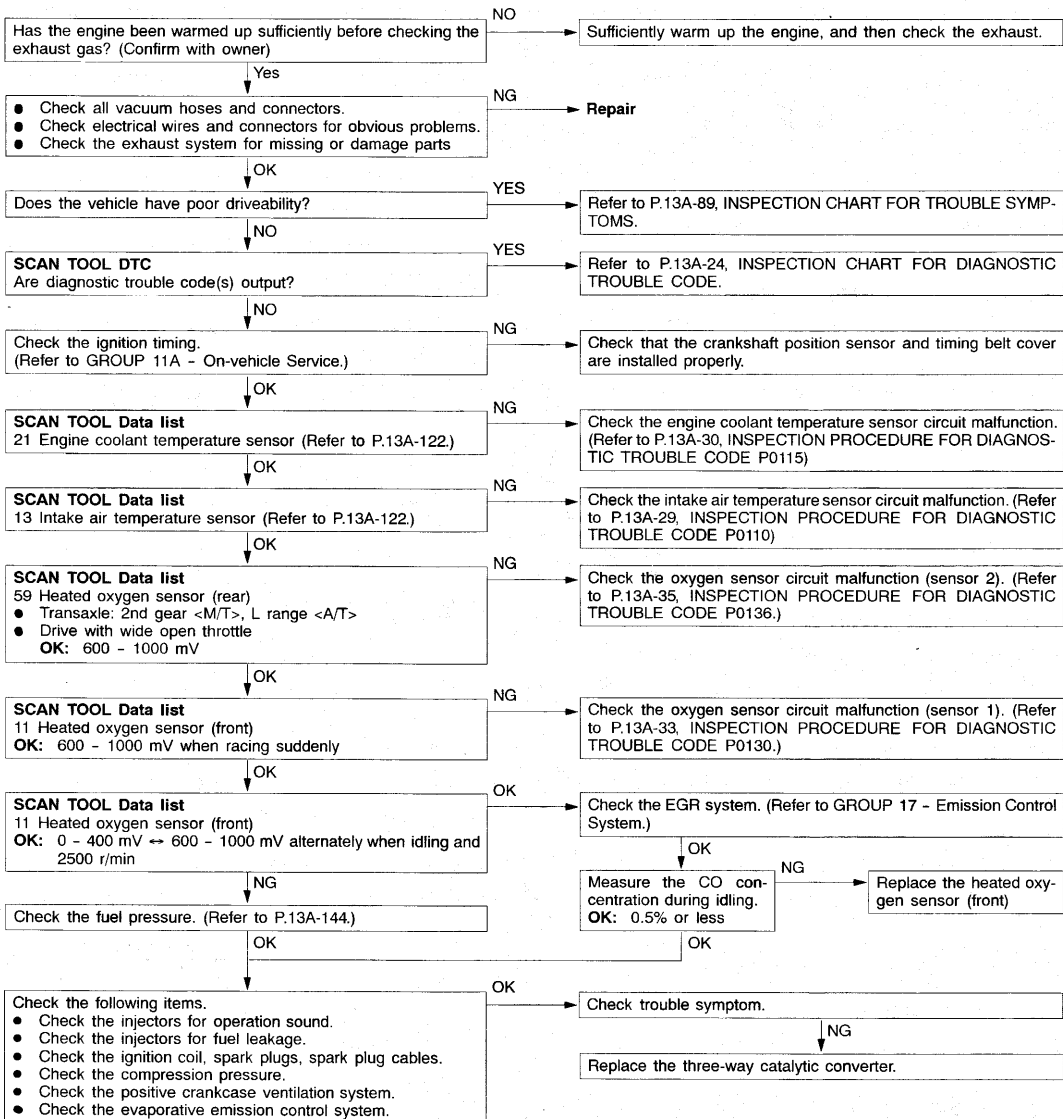 Has the engine been warmed up sufficiently before checking the
exhaust gas? (Confirm with owner)
NO
Sufficiently warm up the engine, and then check the exhaust.
Yes
● Check all vacuum hoses and connectors.
● Check electrical wires and connectors for obvious problems.
● Check the exhaust system for missing or damage parts
NG
Repair
OK
Does the vehicle have poor driveability?
YES
Refer to P.13A-89, INSPECTION CHART FOR TROUBLE SYMP-
TOMS.
NO
SCAN TOOL DTC
Are diagnostic trouble code(s) output?
YES
Refer to P.13A-24, INSPECTION CHART FOR DIAGNOSTIC
TROUBLE CODE.
NO
Check the ignition timing.
(Refer to GROUP 11A – On-vehicle Service.)
NG
Check that the crankshaft position sensor and timing belt cover
are installed properly.
OK
SCAN TOOL Data list
21 Engine coolant temperature sensor (Refer to P.13A-122.)
NG
Check the engine coolant temperature sensor circuit malfunction.
(Refer to P.13A-30, INSPECTION PROCEDURE FOR DIAGNOS-
TIC TROUBLE CODE P0115)
OK
SCAN TOOL Data list
13 Intake air temperature sensor (Refer to P.13A-122.)
NG
Check the intake air temperature sensor circuit malfunction. (Refer
to P.13A-29, INSPECTION PROCEDURE FOR DIAGNOSTIC
TROUBLE CODE P0110)
OK
SCAN TOOL Data list
59 Heated oxygen sensor (rear)
● Transaxle: 2nd gear <M/T>, L range <A/T>
● Drive with wide open throttle
OK: 600 – 1000 mV
NG
Check the oxygen sensor circuit malfunction (sensor 2). (Refer
to P.13A-35, INSPECTION PROCEDURE FOR DIAGNOSTIC
TROUBLE CODE P0136.)
OK
SCAN TOOL Data list
11 Heated oxygen sensor (front)
OK: 600 – 1000 mV when racing suddenly
NG
Check the oxygen sensor circuit malfunction (sensor 1). (Refer
to P.13A-33, INSPECTION PROCEDURE FOR DIAGNOSTIC
TROUBLE CODE P0130.)
OK
SCAN TOOL Data list
11 Heated oxygen sensor (front)
OK: 0 – 400 mV ↔ 600 – 1000 mV alternately when idling and
2500 r/min
OK
Check the EGR system. (Refer to GROUP 17 – Emission Control
System.)
OK
NG
Measure the CO con-
centration during idling.
OK: 0.5% or less
NG
Replace the heated oxy-
gen sensor (front)
Check the fuel pressure. (Refer to P.13A-144.)
OK
OK
Check the following items.
● Check the injectors for operation sound.
● Check the injectors for fuel leakage.
● Check the ignition coil, spark plugs, spark plug cables.
● Check the compression pressure.
● Check the positive crankcase ventilation system.
● Check the evaporative emission control system.
OK
Check trouble symptom.
NG
Replace the three-way catalytic converter.